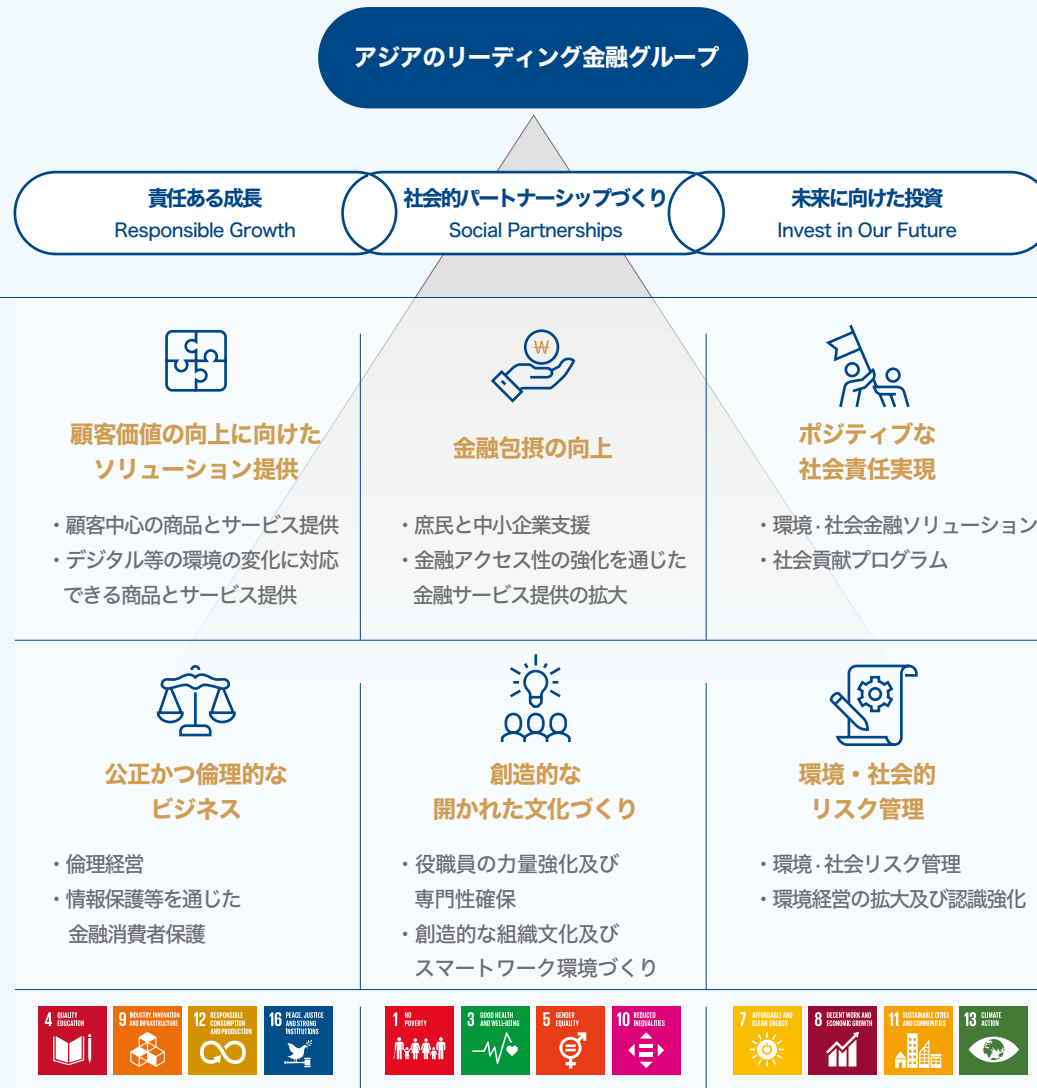 アジアのリーディング金融グループ
責任ある成長
Responsible Growth
社会的パートナーシップづくり
Social Partnerships
未来に向けた投資
Invest in Our Future
₩
顧客価値の向上に向けた
ソリューション提供
・顧客中心の商品とサービス提供
・デジタル等の環境の変化に対応
できる商品とサービス提供
金融包摂の向上
・庶民と中小企業支援
・金融アクセス性の強化を通じた
金融サービス提供の拡大
ポジティブな
社会責任実現
・環境·社会金融ソリューション
・社会貢献プログラム
公正かつ倫理的な
ビジネス
・倫理経営
・情報保護等を通じた
金融消費者保護
創造的な
開かれた文化づくり
・役職員の力量強化及び
専門性確保
・創造的な組織文化及び
スマートワーク環境づくり
環境・社会的
リスク管理
・環境·社会リスク管理
・環境経営の拡大及び認識強化
4 QUALITY
EDUCATION
9 INDUSTRY, INNOVATION
AND INFRASTRUCTURE
12 RESPONSIBLE
CONSUMPTION
AND PRODUCTION
16 PEACE, JUSTICE
AND STRONG
INSTITUTIONS
1 NO
POVERTY
3 GOOD HEALTH
AND WELL-BEING
5 GENDER
EQUALITY
10 REDUCED
INEQUALITIES
7 AFFORDABLE AND
CLEAN ENERGY
8 DECENT WORK AND
ECONOMIC GROWTH
11 SUSTAINABLE CITIES
AND COMMUNITIES
13 CLIMATE
ACTION